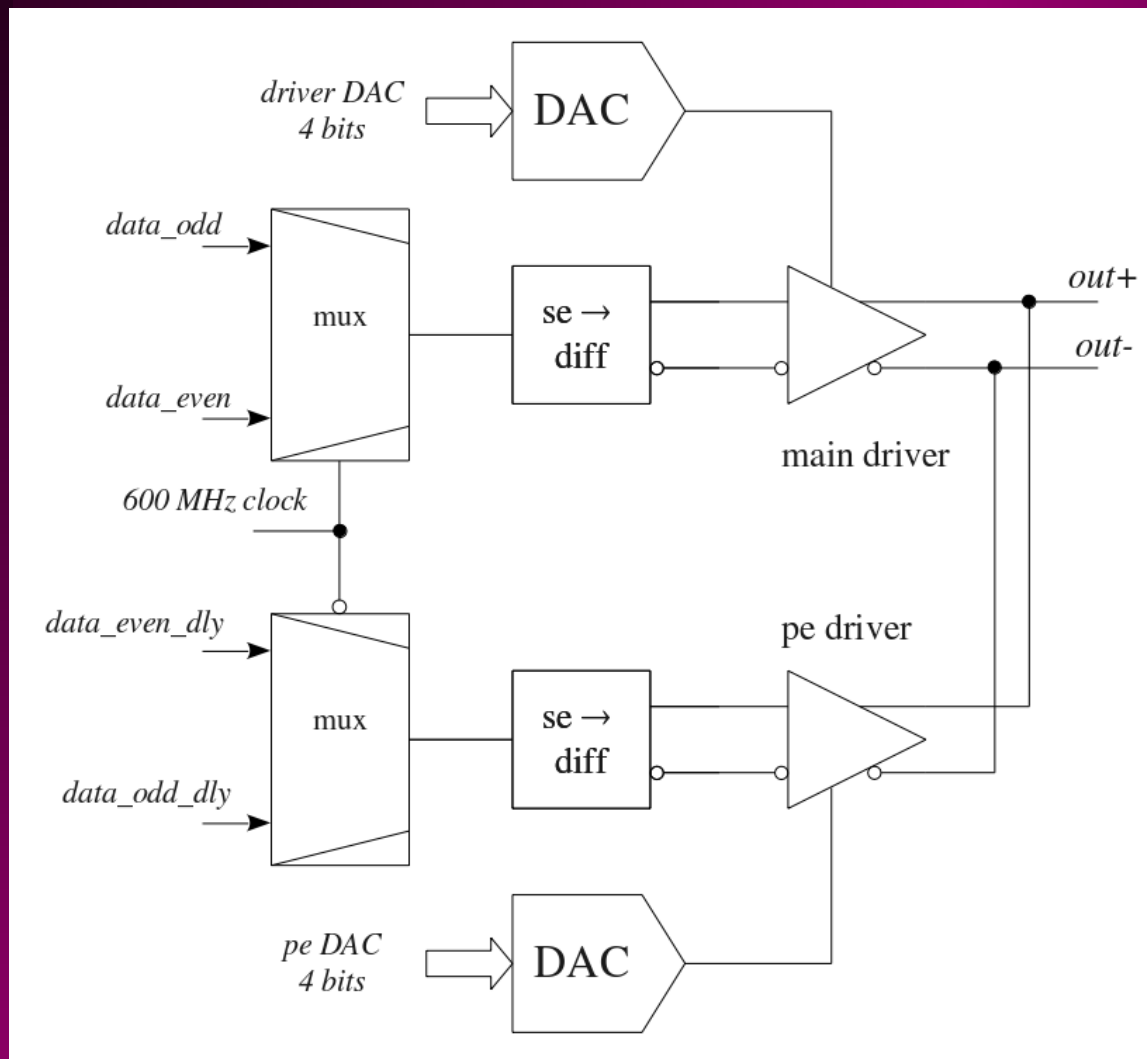 driver DAC
4 bits
DAC
data_odd
mux
data_even
se →
diff
out+
out-
main driver
600 MHz clock
data_even_dly
mux
data_odd_dly
se →
diff
pe driver
pe DAC
4 bits
DAC